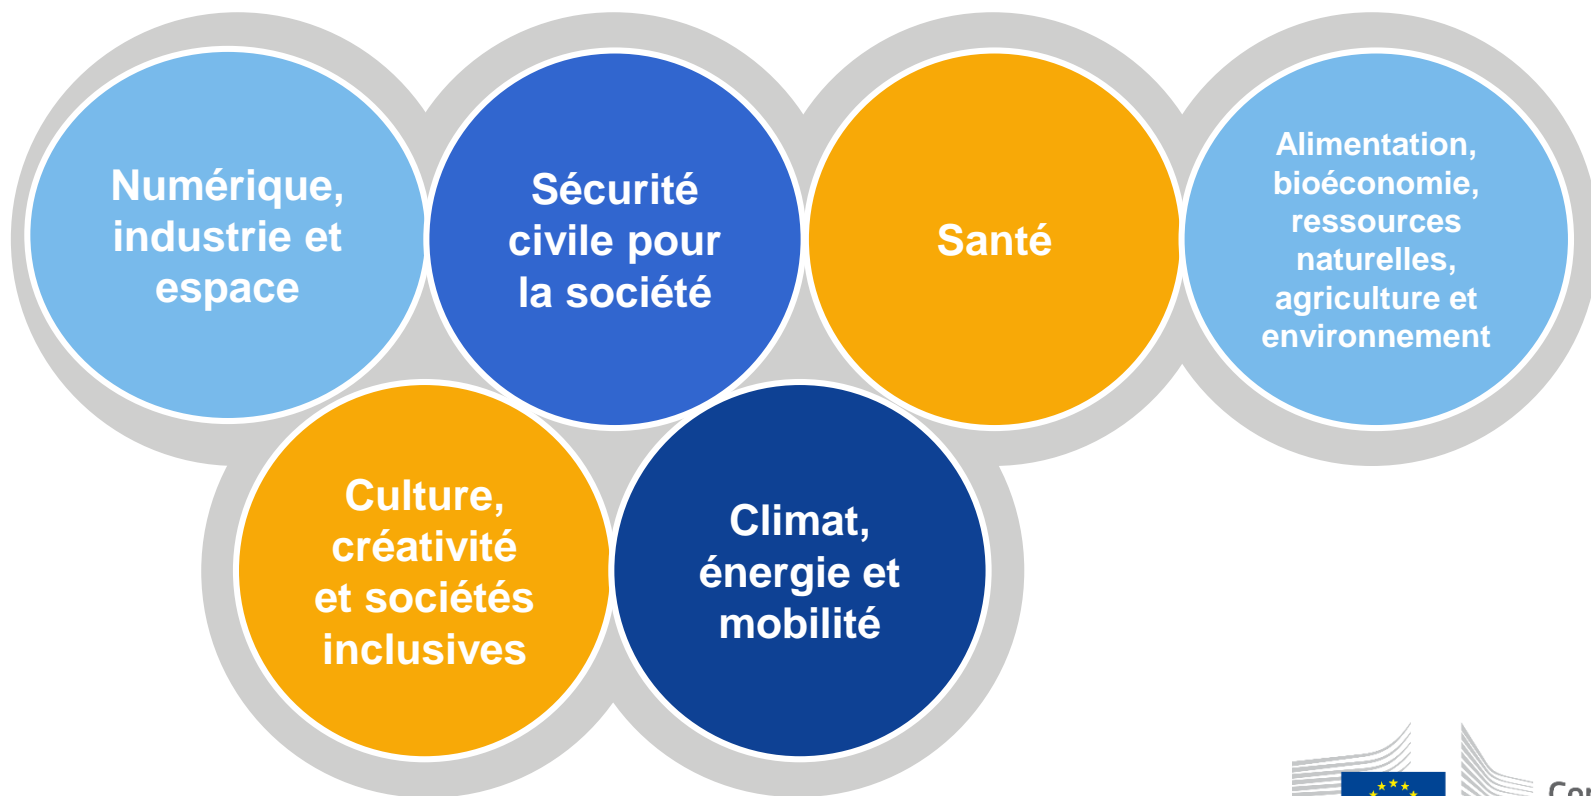 Numérique,
industrie et
espace
Sécurité
civile pour
la société
Santé
Alimentation,
bioéconomie,
ressources
naturelles,
agriculture et
environnement
Culture,
créativité
et sociétés
inclusives
Climat,
énergie et
mobilité